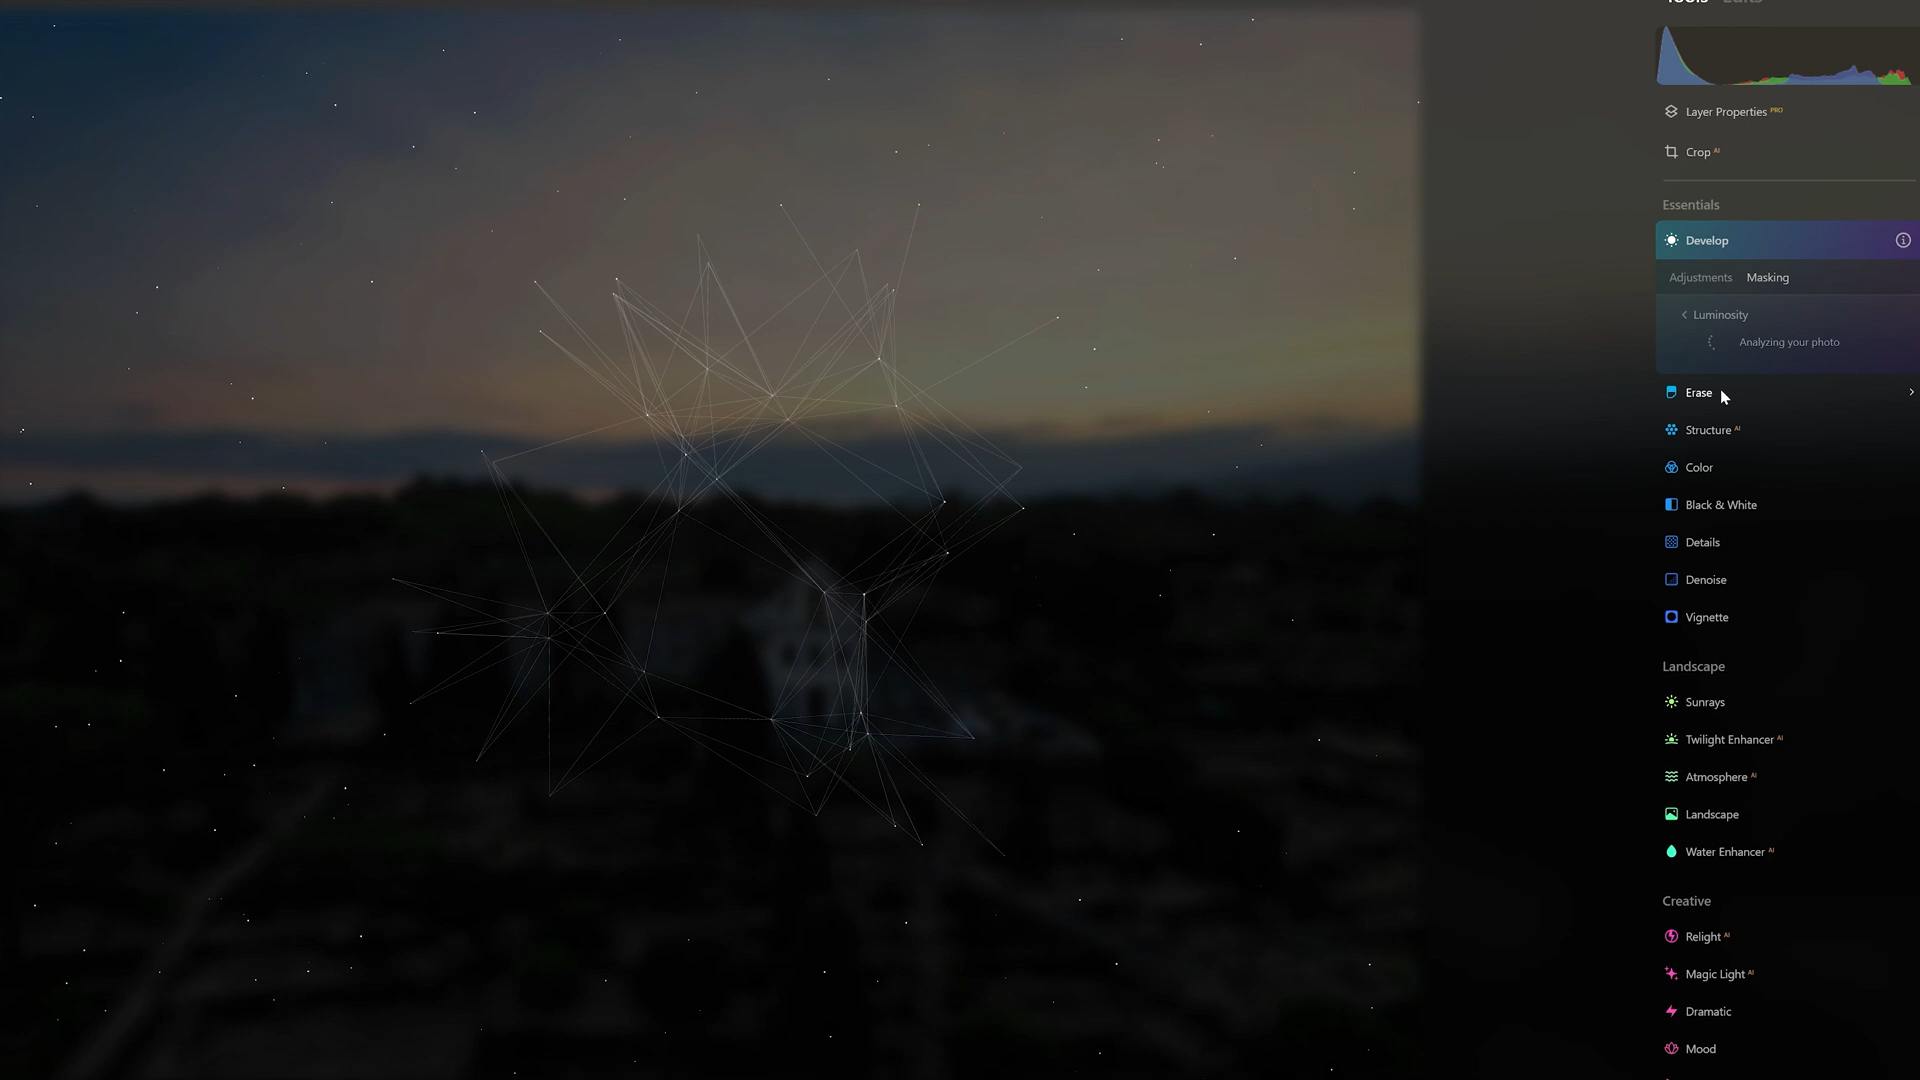 Tools Edits
Layer Properties PRO
Crop AI
Essentials
Develop
Adjustments Masking
Luminosity
Analyzing your photo
Erase
Structure AI
Color
Black & White
Details
Denoise
Vignette
Landscape
Sunrays
Twilight Enhancer AI
Atmosphere AI
Landscape
Water Enhancer AI
Creative
Relight AI
Magic Light AI
Dramatic
Mood